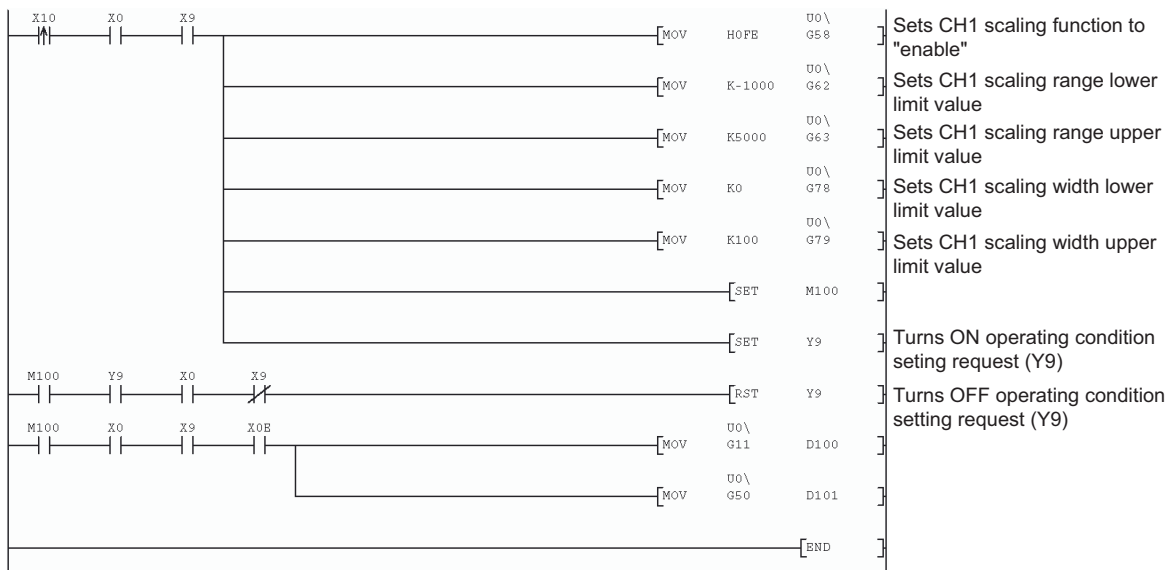 X10 X0 X9
U0\
MOV H0FE G58
Sets CH1 scaling function to
"enable"
U0\
MOV K-1000 G62
Sets CH1 scaling range lower
limit value
U0\
MOV K5000 G63
Sets CH1 scaling range upper
limit value
U0\
MOV K0 G78
Sets CH1 scaling width lower
limit value
U0\
MOV K100 G79
Sets CH1 scaling width upper
limit value
SET M100
SET Y9
Turns ON operating condition
seting request (Y9)
M100 Y9 X0 X9
RST Y9
Turns OFF operating condition
setting request (Y9)
M100 X0 X9 X0E
U0\
MOV G11 D100
U0\
MOV G50 D101
END